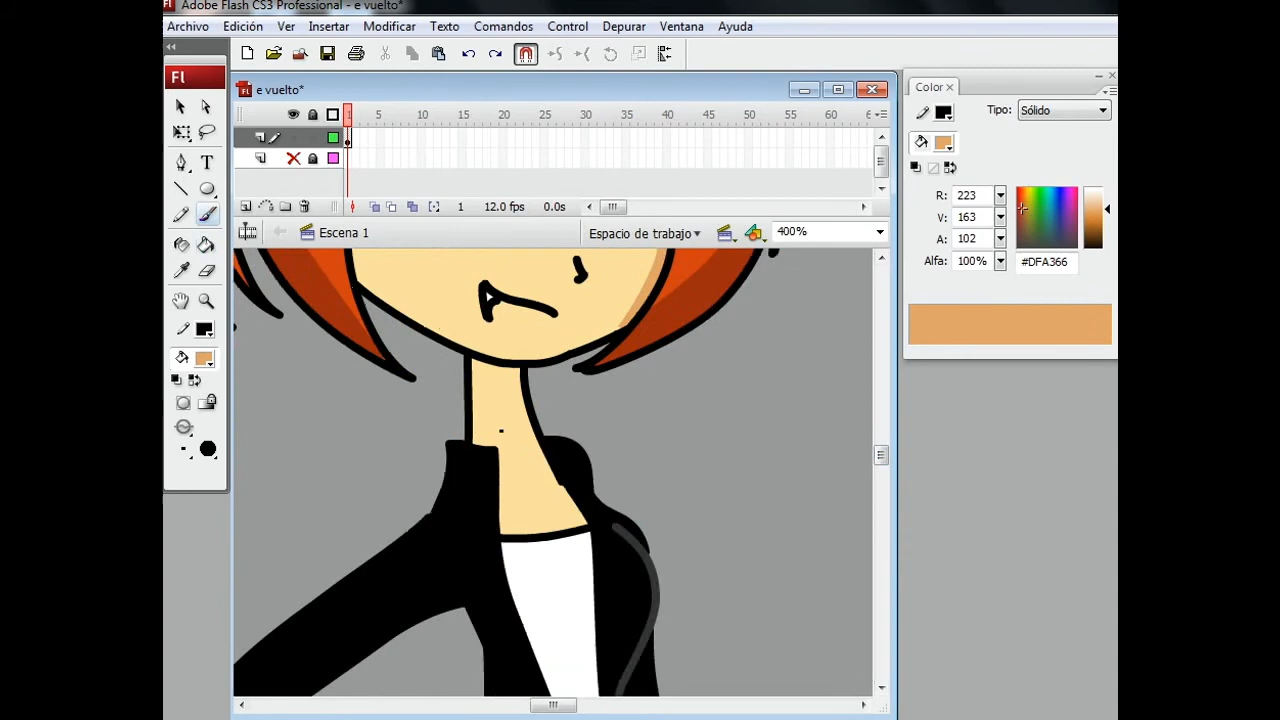 Adobe Flash CS3 Professional - e vuelto*
Archivo Edición Ver Insertar Modificar Texto Comandos Control Depurar Ventana Ayuda
Fl
e vuelto*
1 5 10 15 20 25 30 35 40 45 50 55 60 6
1 12.0 fps 0.0s
Escena 1
Espacio de trabajo
400%
Color
Tipo: Sólido
R: 223
V: 163
A: 102
Alfa: 100% #DFA366